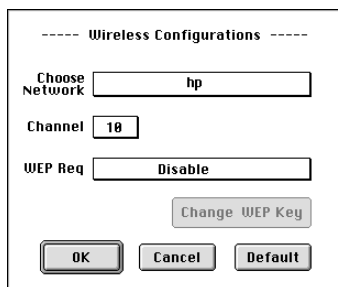 ----- Wireless Configurations -----
Choose
Network
hp
Channel 10
WEP Req Disable
Change WEP Key
OK Cancel Default